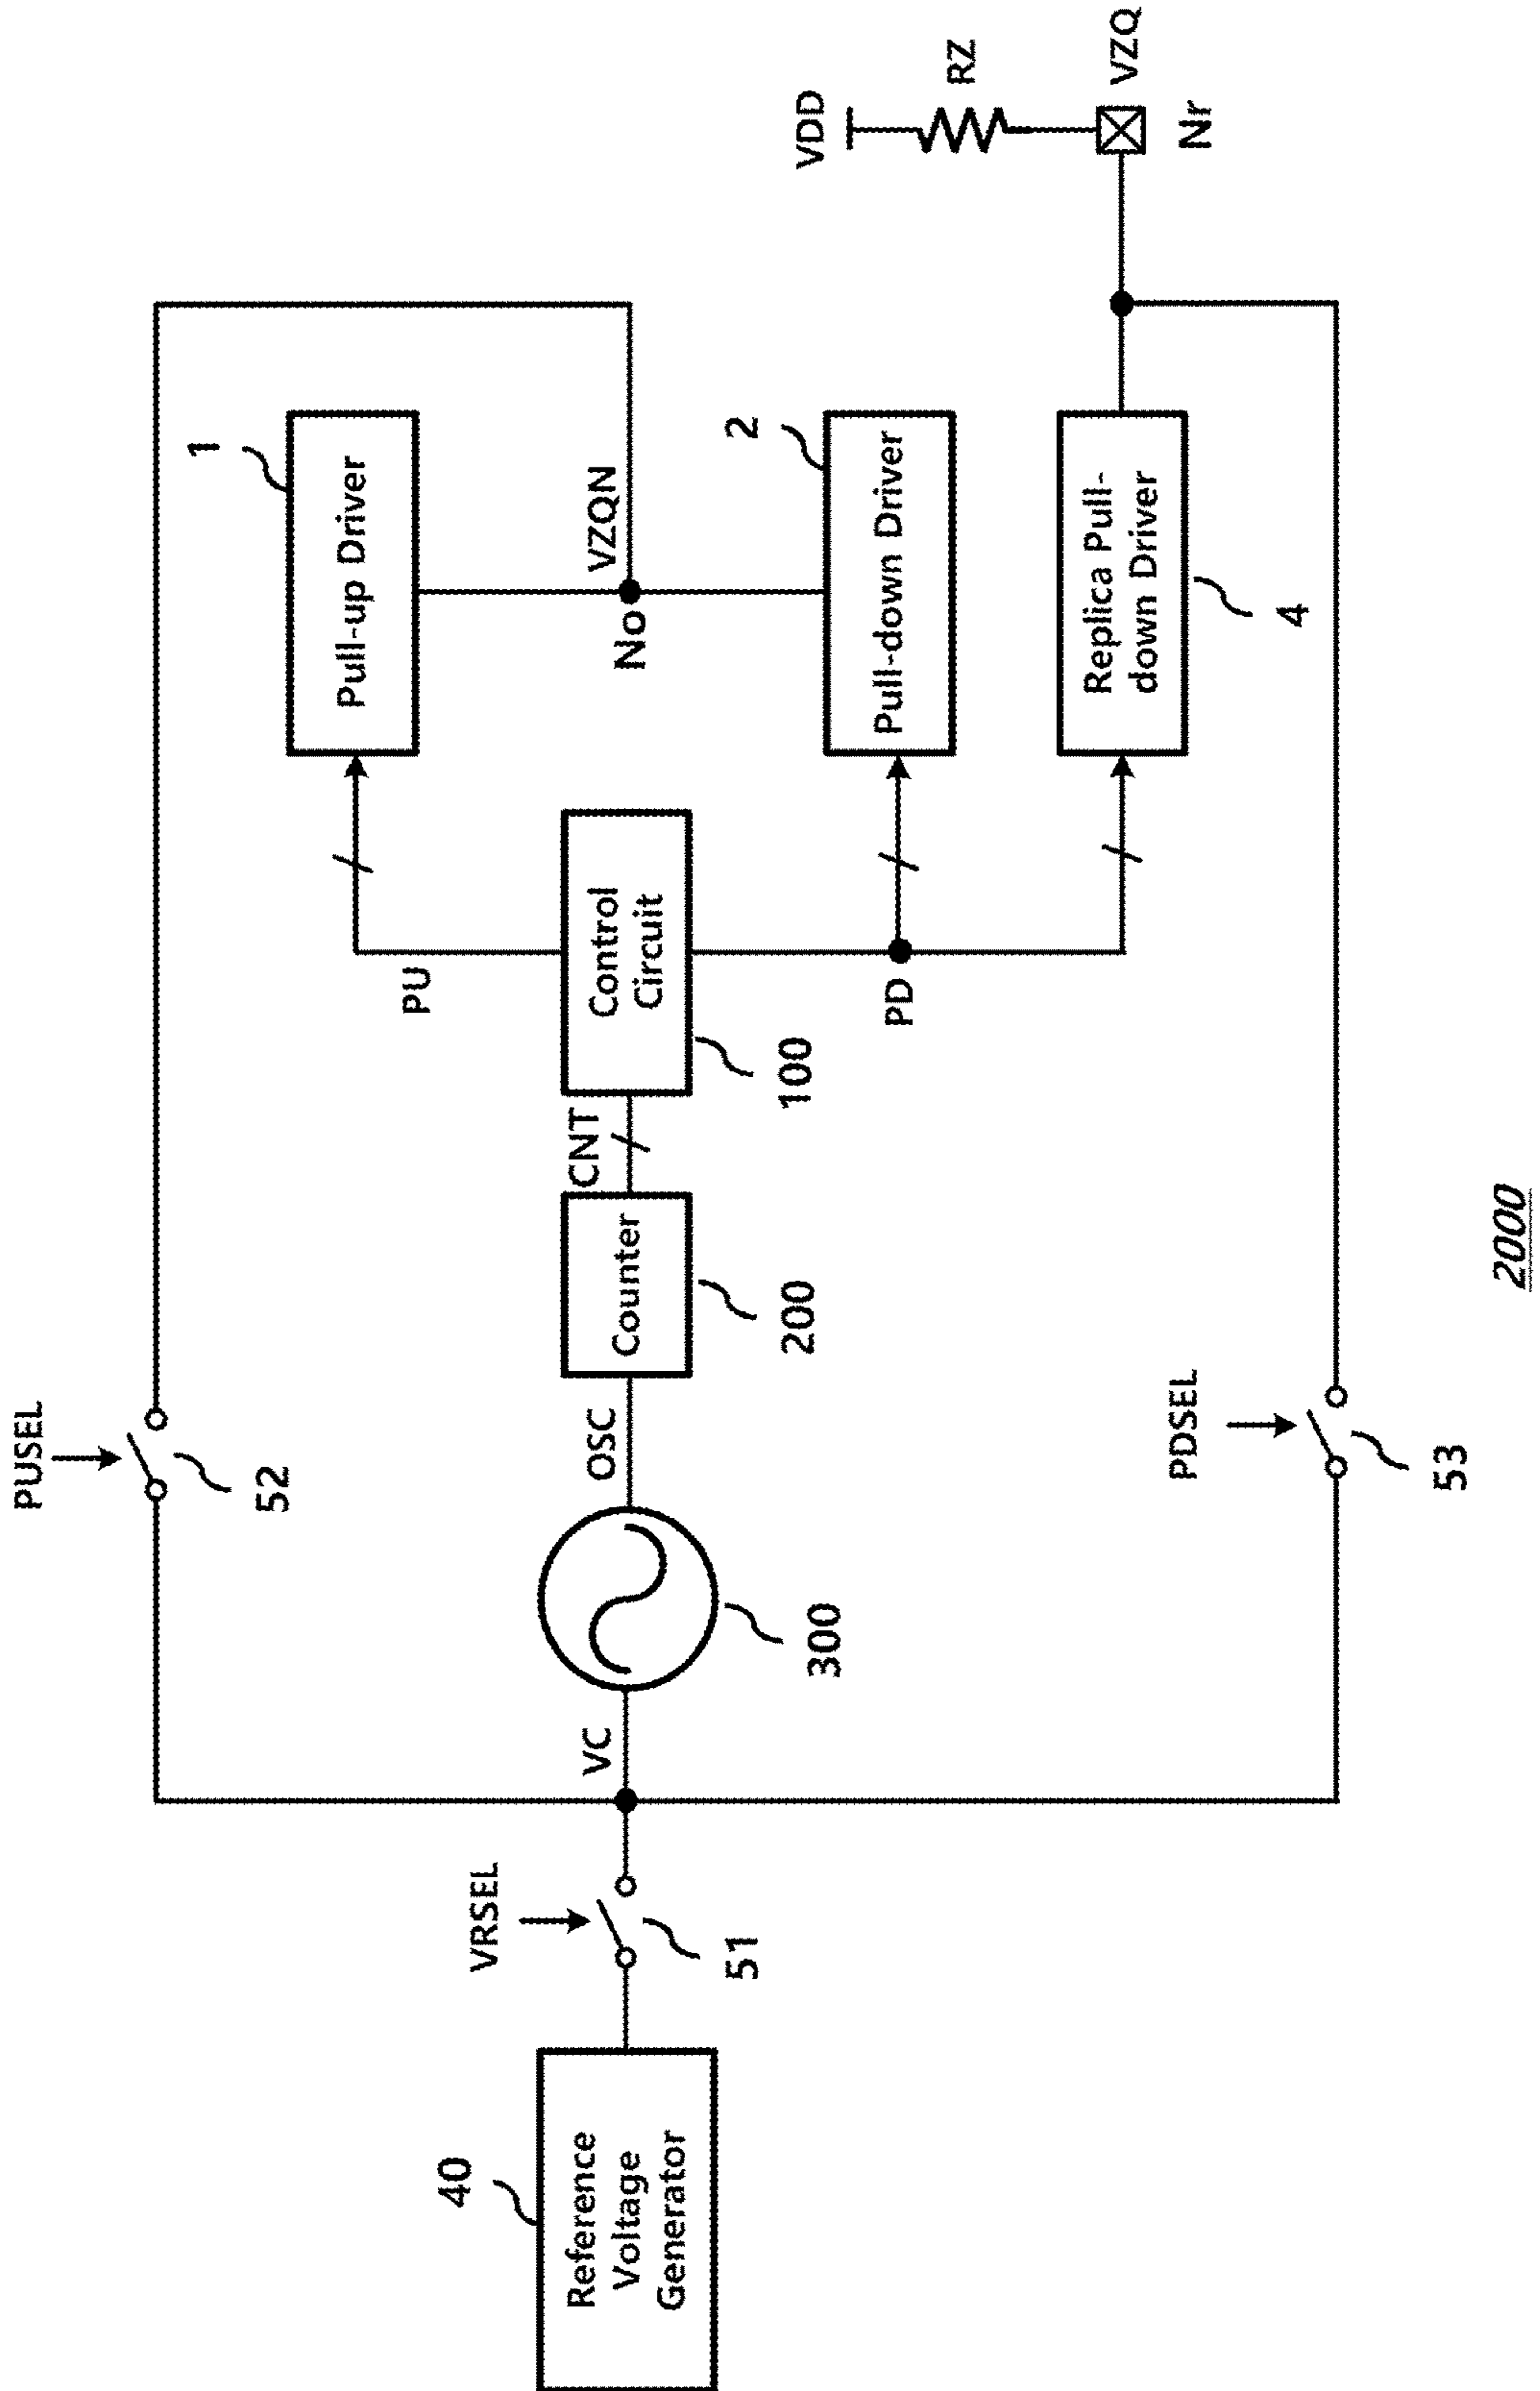 PUSEL
52
1
Pull-up Driver
PU
VRSEL
51
40
Reference
Voltage
Generator
VC
300
OSC
Counter
200
CNT
Control
Circuit
100
No
VZQN
PD
2
Pull-down Driver
Replica Pull-
down Driver
4
VDD
RZ
VZQ
Nr
PDSEL
53
2000